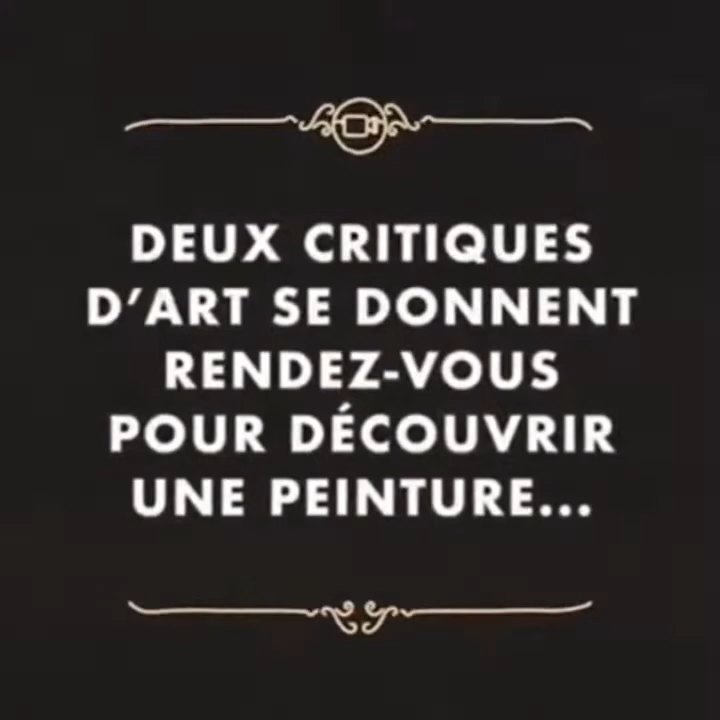 DEUX CRITIQUES
D'ART SE DONNENT
RENDEZ-VOUS
POUR DÉCOUVRIR
UNE PEINTURE...